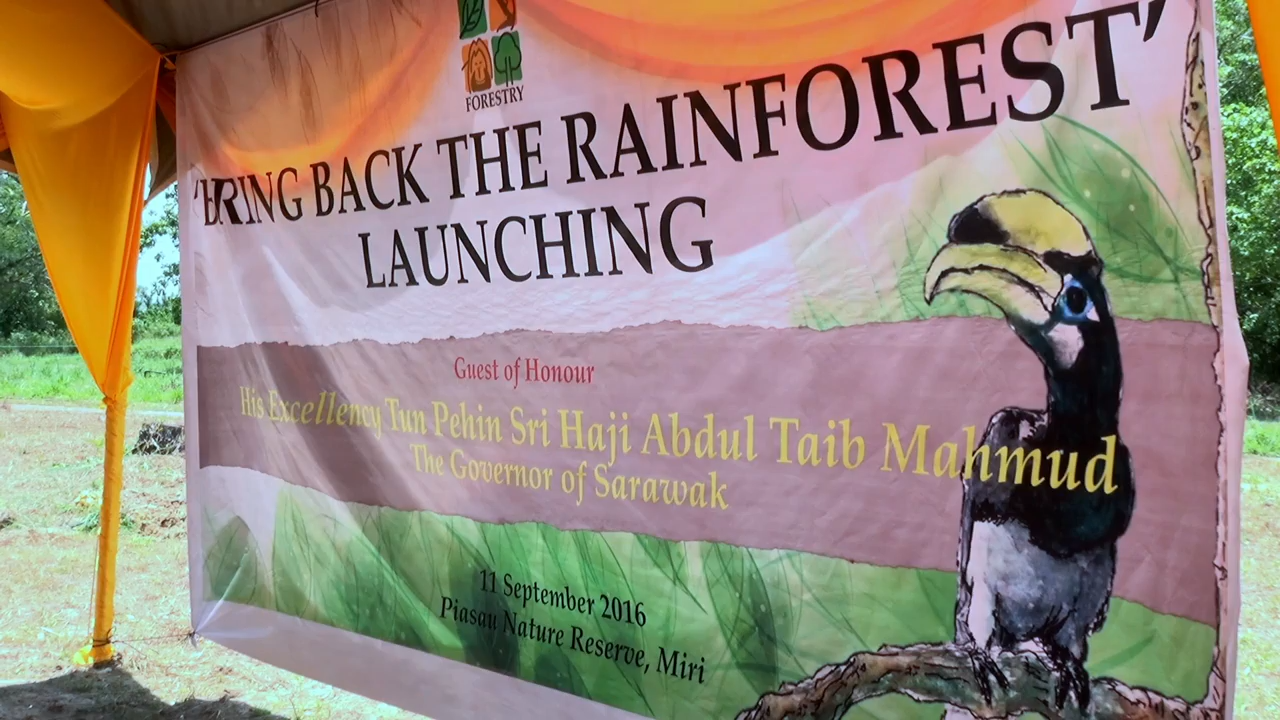 FORESTRY
'BRING BACK THE RAINFOREST'
LAUNCHING
Guest of Honour
His Excellency Tun Pehin Sri Haji Abdul Taib Mahmud
The Governor of Sarawak
11 September 2016
Piasau Nature Reserve, Miri